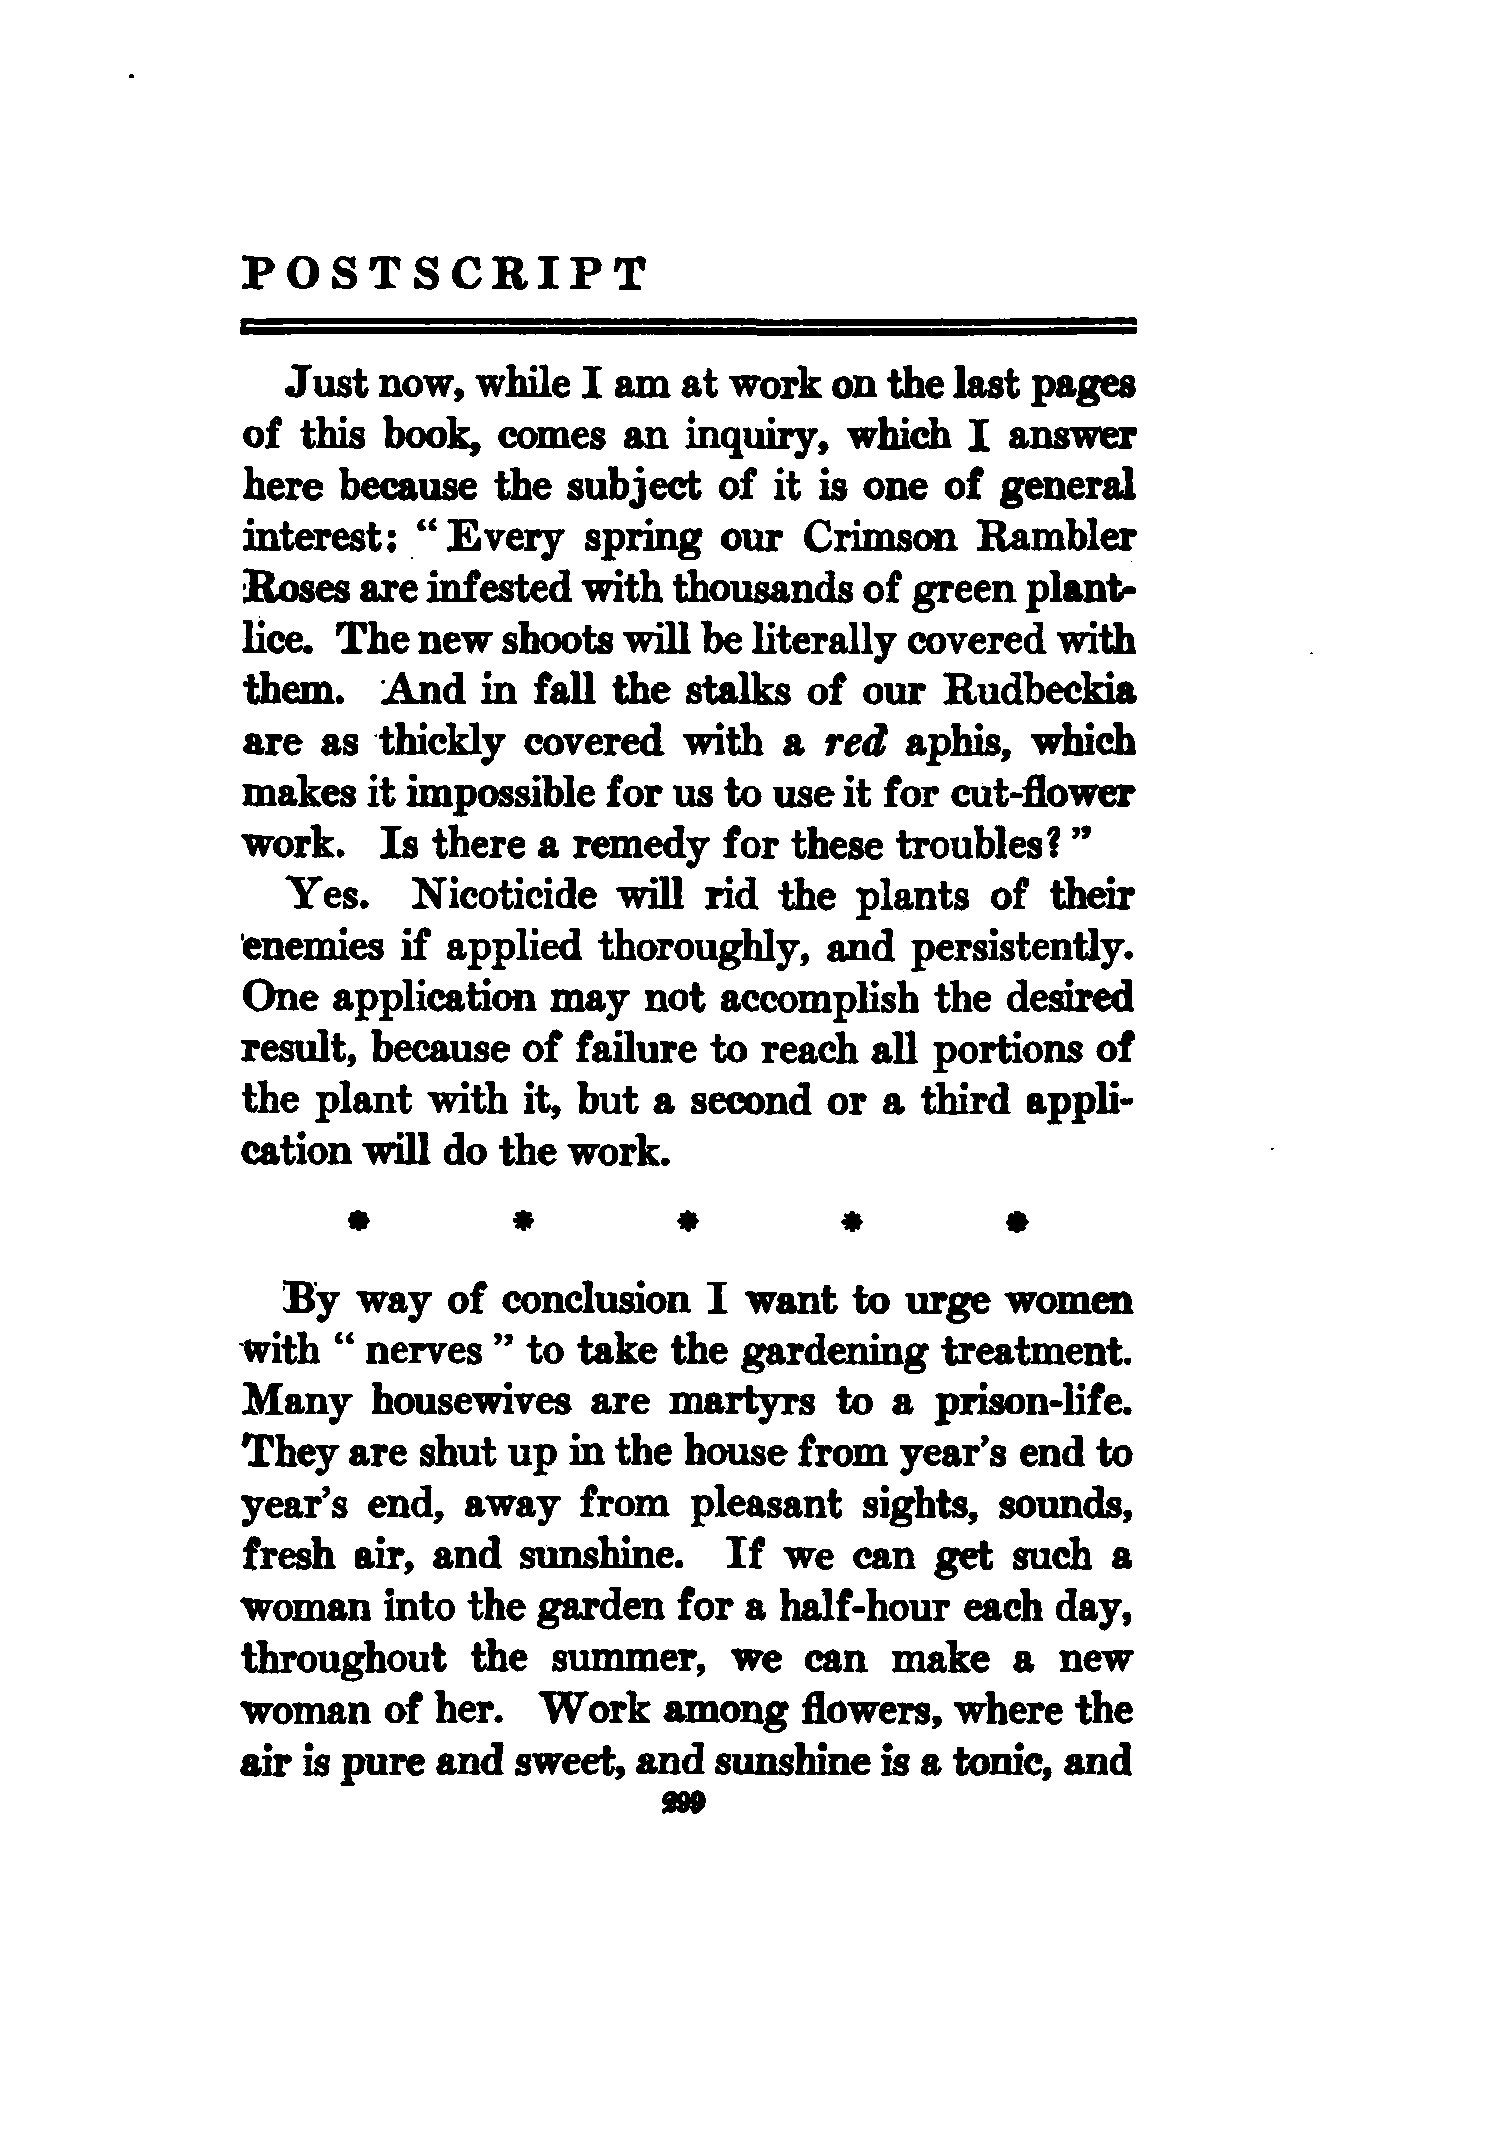 POSTSCRIPT
Just now, while I am at work on the last pages
of this book, comes an inquiry, which I answer
here because the subject of it is one of general
interest: “ Every spring our Crimson Rambler
Roses are infested with thousands of green plant-
lice. The new shoots will be literally covered with
them. And in fall the stalks of our Rudbeckia
are as thickly covered with a red aphis, which
makes it impossible for us to use it for cut-flower
work. Is there a remedy for these troubles? ”
Yes. Nicoticide will rid the plants of their
enemies if applied thoroughly, and persistently.
One application may not accomplish the desired
result, because of failure to reach all portions of
the plant with it, but a second or a third appli-
cation will do the work.
* * * * *
By way of conclusion I want to urge women
with “ nerves ” to take the gardening treatment.
Many housewives are martyrs to a prison-life.
They are shut up in the house from year’s end to
year’s end, away from pleasant sights, sounds,
fresh air, and sunshine. If we can get such a
woman into the garden for a half-hour each day,
throughout the summer, we can make a new
woman of her. Work among flowers, where the
air is pure and sweet, and sunshine is a tonic, and
299